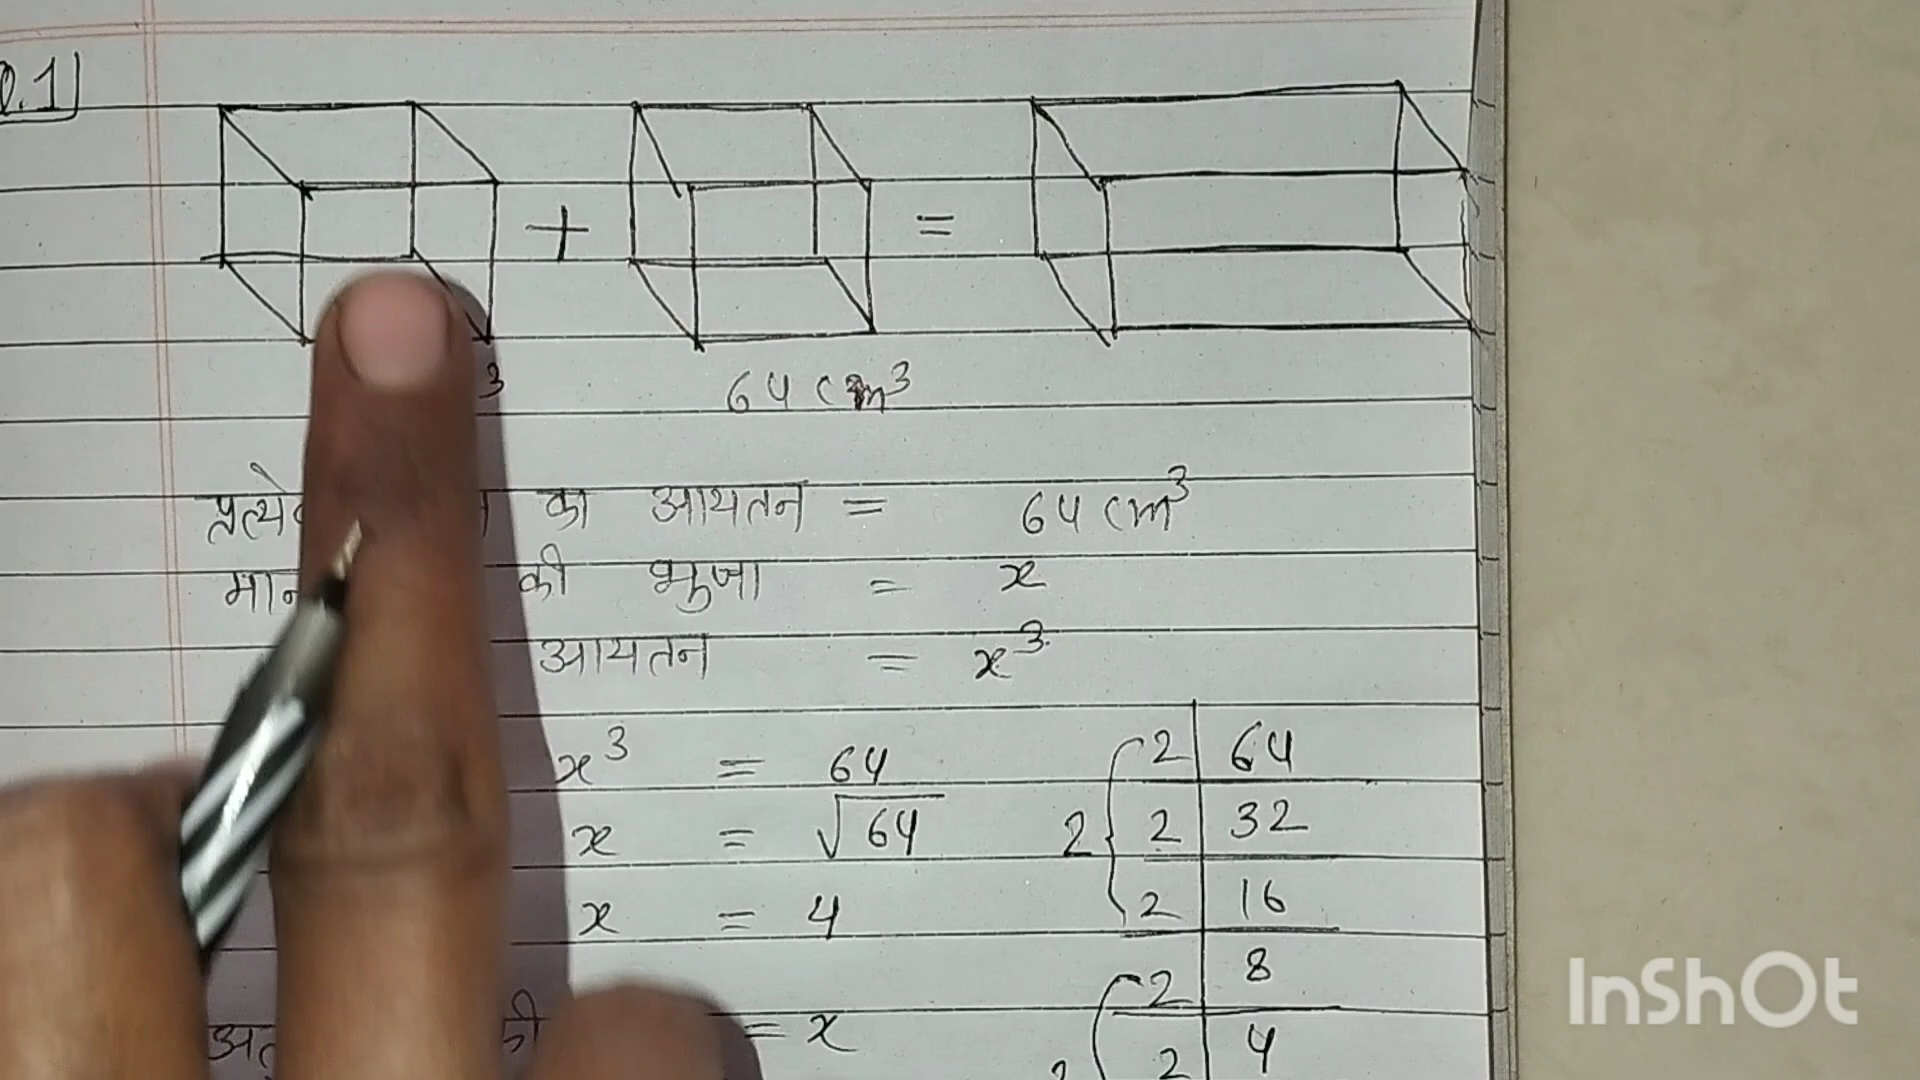 Q.1
+ =
3 64 cm³
का आयतन = 64 cm³
की भुजा = x
आयतन = x³
x³ = 64 2 64
x = √64 2 2 32
x = 4 2 16
2 8
की = x
2 4
InShOt